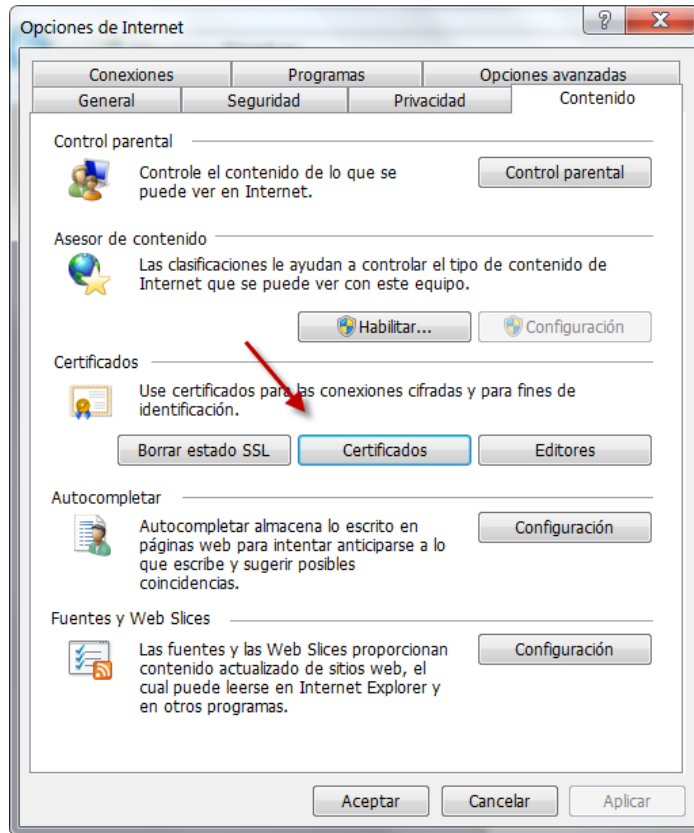 Opciones de Internet
Conexiones Programas Opciones avanzadas
General Seguridad Privacidad Contenido
Control parental
Controle el contenido de lo que se
puede ver en Internet.
Control parental
Asesor de contenido
Las clasificaciones le ayudan a controlar el tipo de contenido de
Internet que se puede ver con este equipo.
Habilitar... Configuración
Certificados
Use certificados para las conexiones cifradas y para fines de
identificación.
Borrar estado SSL Certificados Editores
Autocompletar
Autocompletar almacena lo escrito en
páginas web para intentar anticiparse a lo
que escribe y sugerir posibles
coincidencias.
Configuración
Fuentes y Web Slices
Las fuentes y las Web Slices proporcionan
contenido actualizado de sitios web, el
cual puede leerse en Internet Explorer y
en otros programas.
Configuración
Aceptar Cancelar Aplicar